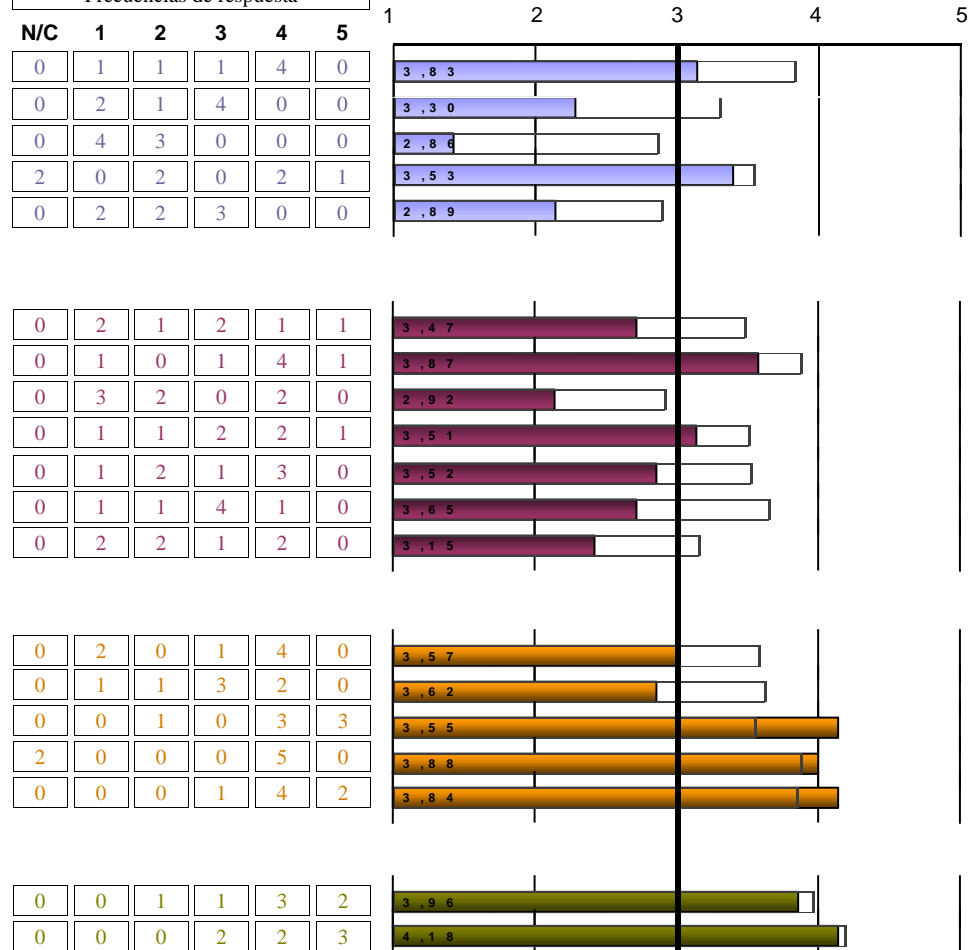 Frecuencias de respuesta
1 2 3 4 5
N/C 1 2 3 4 5
0 1 1 1 4 0 3,83
0 2 1 4 0 0 3,30
0 4 3 0 0 0 2,86
2 0 2 0 2 1 3,53
0 2 2 3 0 0 2,89
0 2 1 2 1 1 3,47
0 1 0 1 4 1 3,87
0 3 2 0 2 0 2,92
0 1 1 2 2 1 3,51
0 1 2 1 3 0 3,52
0 1 1 4 1 0 3,65
0 2 2 1 2 0 3,15
0 2 0 1 4 0 3,57
0 1 1 3 2 0 3,62
0 0 1 0 3 3 3,55
2 0 0 0 5 0 3,88
0 0 0 1 4 2 3,84
0 0 1 1 3 2 3,96
0 0 0 2 2 3 4,18